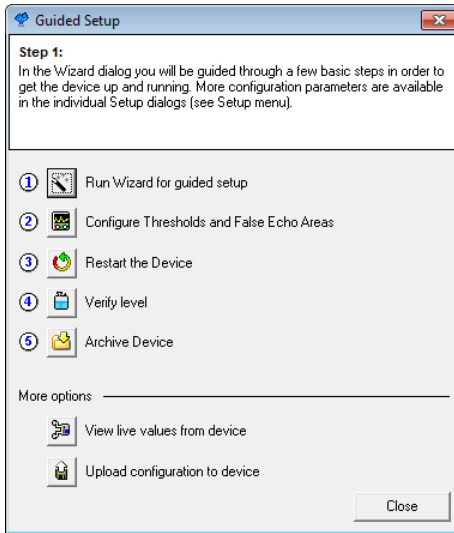 Guided Setup
Step 1:
In the Wizard dialog you will be guided through a few basic steps in order to
get the device up and running. More configuration parameters are available
in the individual Setup dialogs (see Setup menu).
1 Run Wizard for guided setup
2 Configure Thresholds and False Echo Areas
3 Restart the Device
4 Verify level
5 Archive Device
More options
View live values from device
Upload configuration to device
Close